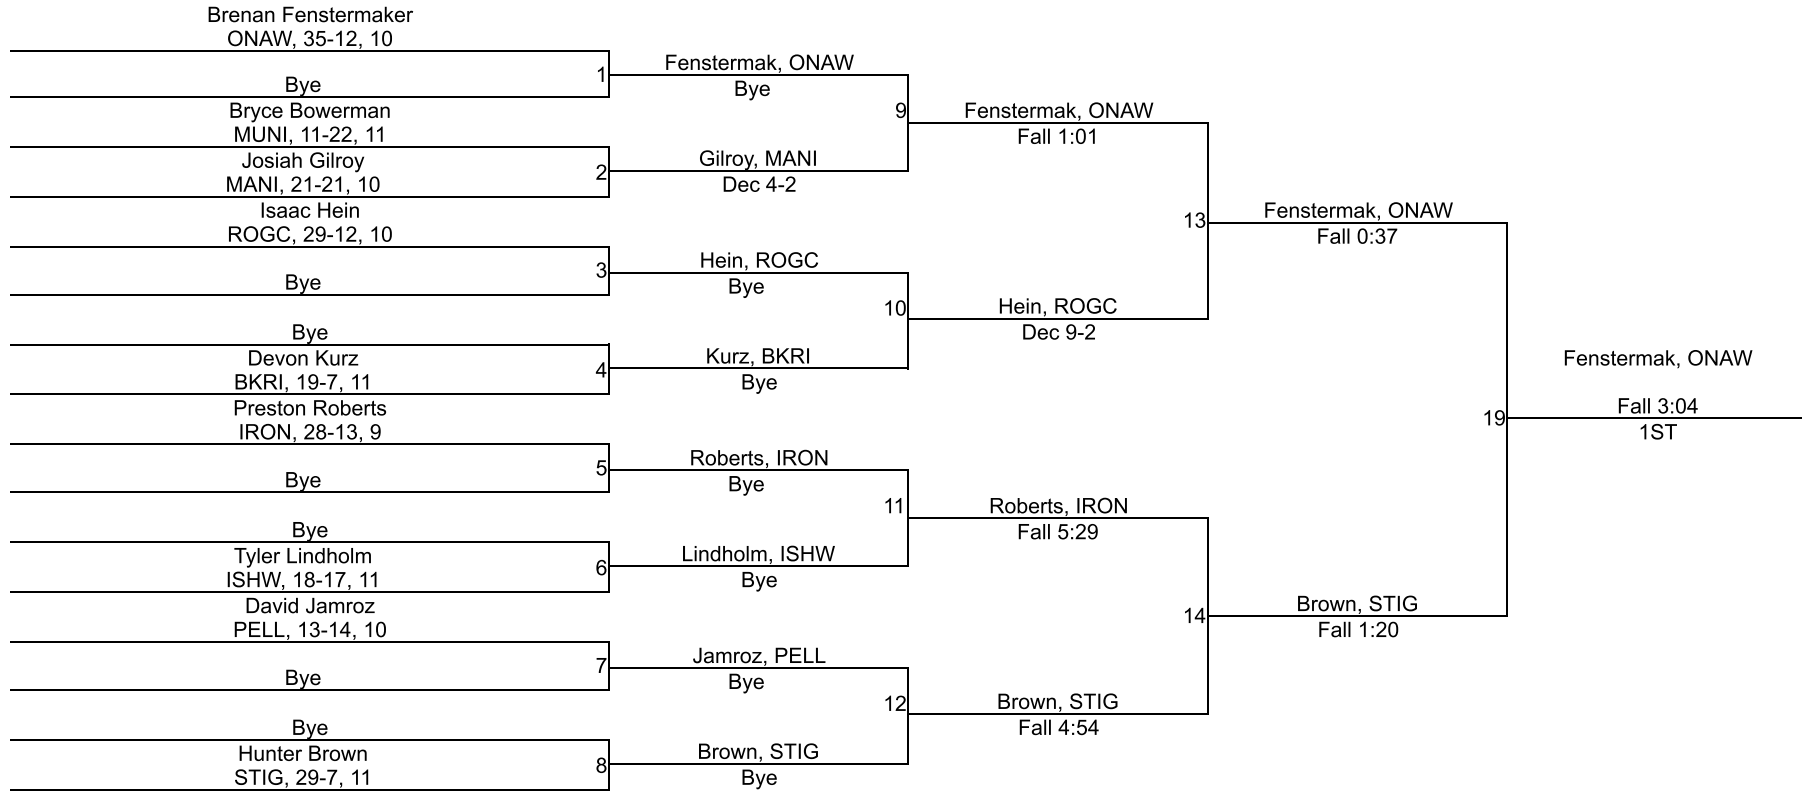 Brenan Fenstermaker
ONAW, 35-12, 10
Bye
1
Bryce Bowerman
MUNI, 11-22, 11
Josiah Gilroy
MANI, 21-21, 10
2
Isaac Hein
ROGC, 29-12, 10
Bye
3
Bye
Devon Kurz
BKRI, 19-7, 11
4
Preston Roberts
IRON, 28-13, 9
Bye
5
Bye
Tyler Lindholm
ISHW, 18-17, 11
6
David Jamroz
PELL, 13-14, 10
Bye
7
Bye
Hunter Brown
STIG, 29-7, 11
8
Fenstermak, ONAW
Bye
9
Gilroy, MANI
Dec 4-2
Hein, ROGC
Bye
10
Kurz, BKRI
Bye
Roberts, IRON
Bye
11
Lindholm, ISHW
Bye
Jamroz, PELL
Bye
12
Brown, STIG
Bye
Fenstermak, ONAW
Fall 1:01
13
Hein, ROGC
Dec 9-2
Roberts, IRON
Fall 5:29
14
Brown, STIG
Fall 4:54
Fenstermak, ONAW
Fall 0:37
19
Brown, STIG
Fall 1:20
Fenstermak, ONAW
Fall 3:04
1ST